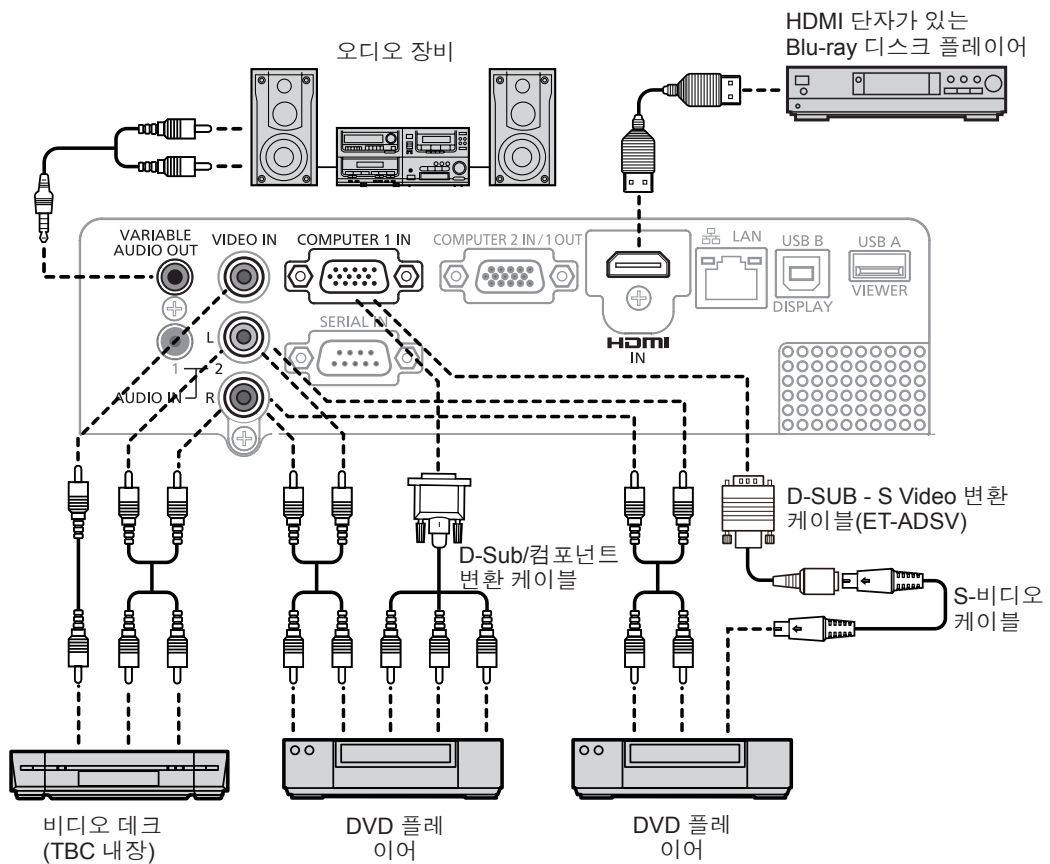 HDMI 단자가 있는
Blu-ray 디스크 플레이어
오디오 장비
VARIABLE
AUDIO OUT
VIDEO IN
COMPUTER 1 IN
COMPUTER 2 IN / 1 OUT
LAN
USB B
USB A
DISPLAY
VIEWER
SERIAL IN
HDMI
IN
L
1
2
AUDIO IN
R
D-SUB - S Video 변환
케이블(ET-ADSV)
D-Sub/컴포넌트
변환 케이블
S-비디오
케이블
비디오 데크
(TBC 내장)
DVD 플레
이어
DVD 플레
이어